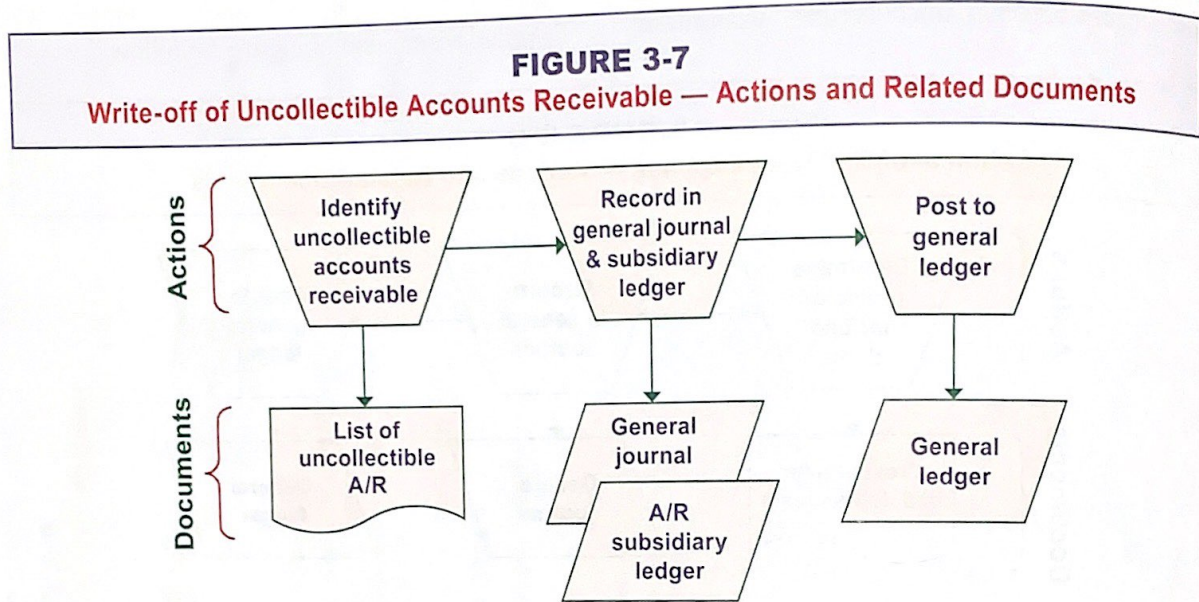 FIGURE 3-7
Write-off of Uncollectible Accounts Receivable — Actions and Related Documents
Actions
Identify
uncollectible
accounts
receivable
Record in
general journal
& subsidiary
ledger
Post to
general
ledger
Documents
List of
uncollectible
A/R
General
journal
A/R
subsidiary
ledger
General
ledger